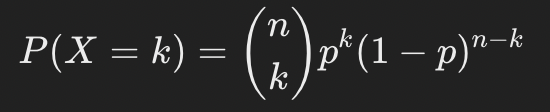 P(X = k) = \binom{n}{k} p^k (1 − p)^{n−k}